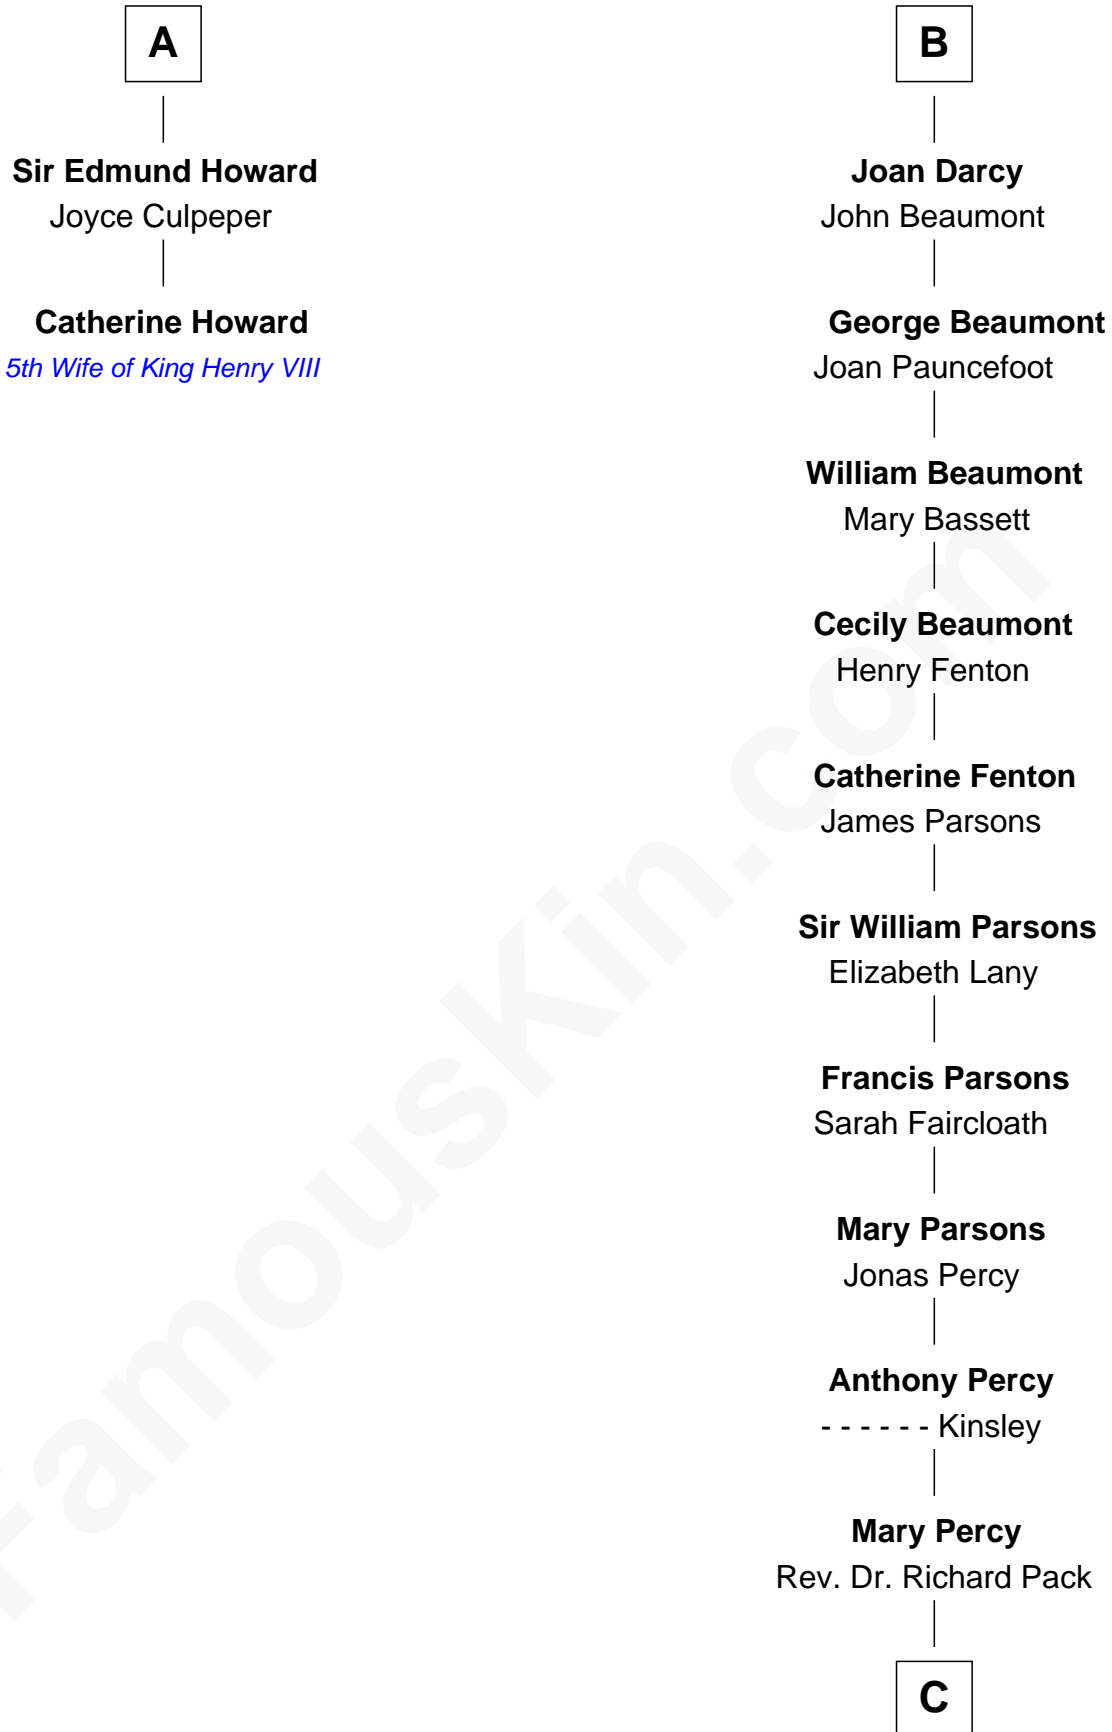 A
Sir Edmund Howard
Joyce Culpeper
Catherine Howard
5th Wife of King Henry VIII
B
Joan Darcy
John Beaumont
George Beaumont
Joan Pauncefoot
William Beaumont
Mary Bassett
Cecily Beaumont
Henry Fenton
Catherine Fenton
James Parsons
Sir William Parsons
Elizabeth Lany
Francis Parsons
Sarah Faircloath
Mary Parsons
Jonas Percy
Anthony Percy
- - - - - - Kinsley
Mary Percy
Rev. Dr. Richard Pack
C
FamousKin.com